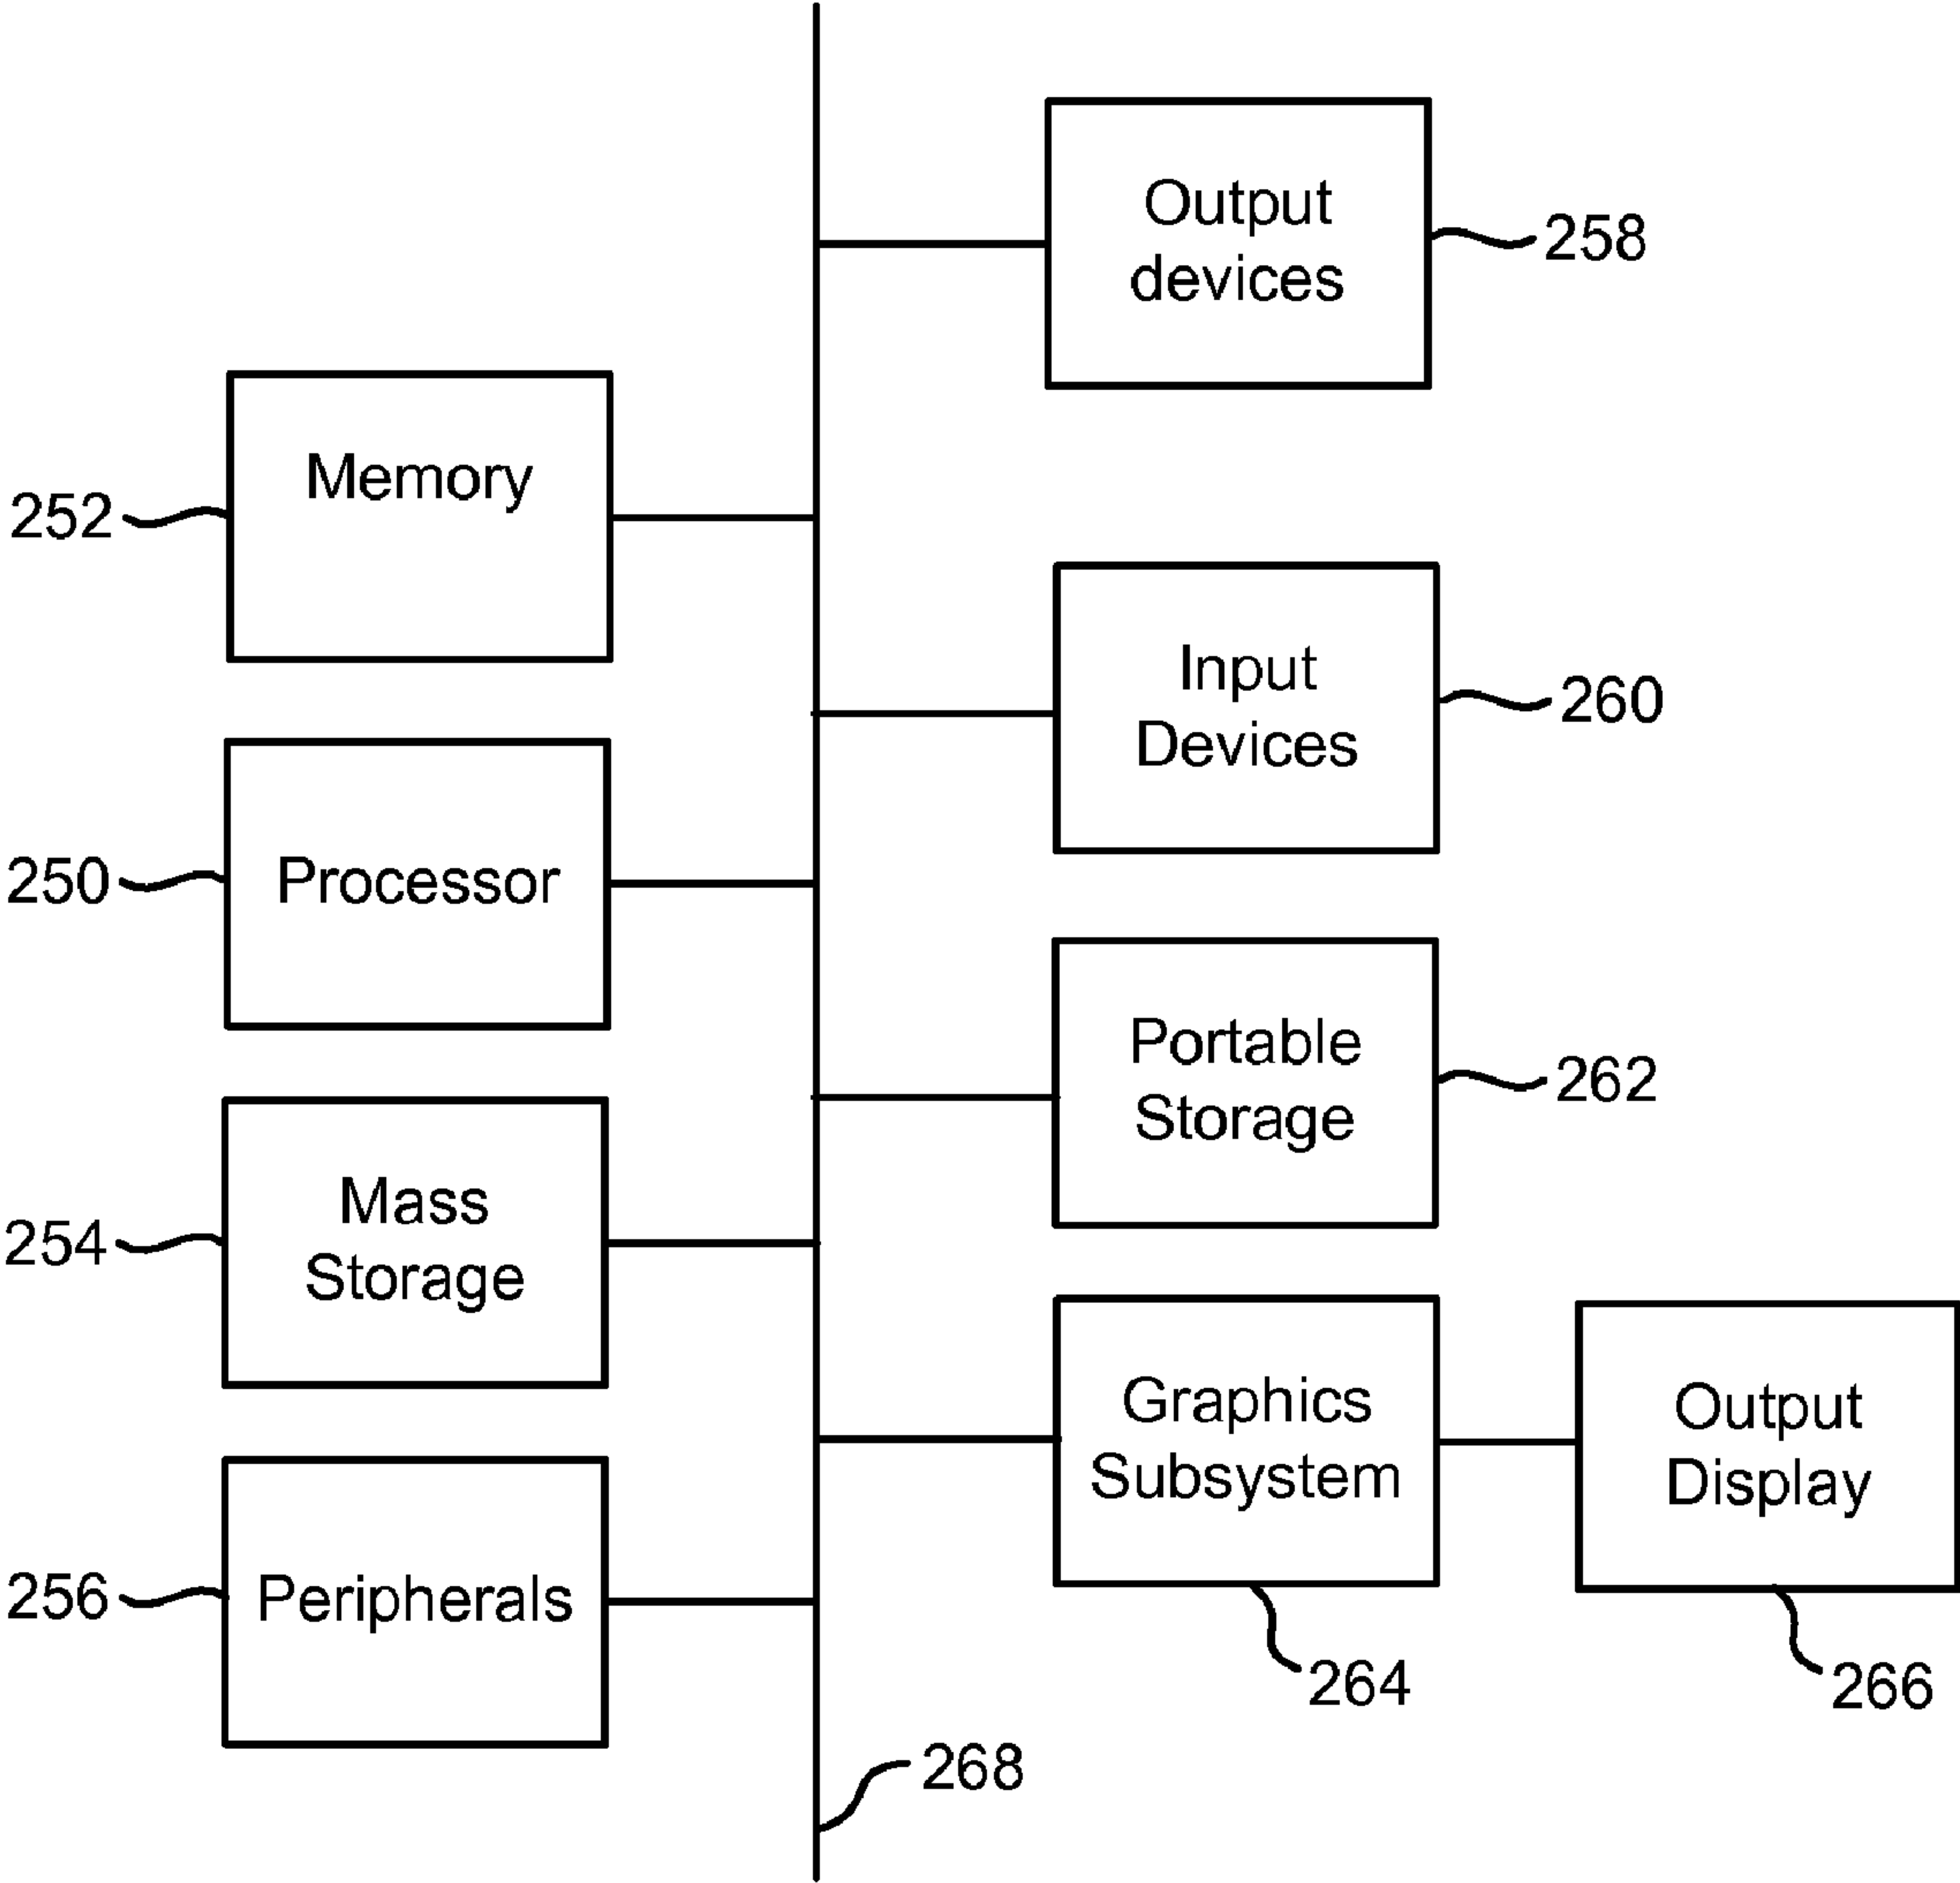 Output
devices
258
Memory
252
Input
Devices
260
Processor
250
Portable
Storage
262
Mass
Storage
254
Graphics
Subsystem
264
Output
Display
266
Peripherals
256
268